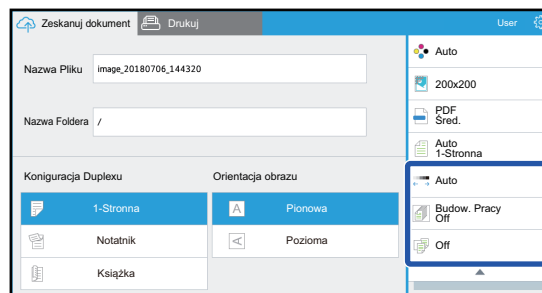 Zeskanuj dokument
Drukuj
User
Nazwa Pliku
image_20180706_144320
Nazwa Foldera
/
Koniguracja Duplexu
Orientacja obrazu
1-Stronna
A
Pionowa
Notatnik
A
Pozioma
Książka
Auto
200x200
PDF
Śred.
Auto
1-Stronna
Auto
Budow. Pracy
Off
Off